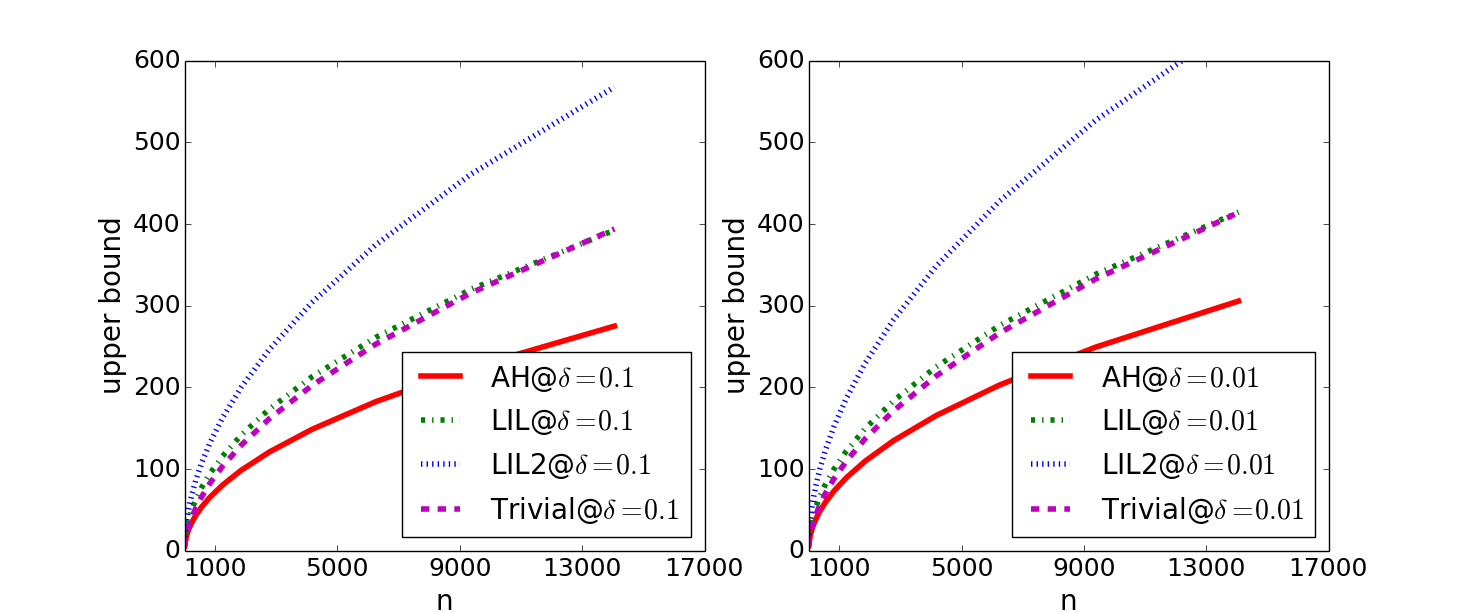 600
500
400
300
200
100
0
upper bound
1000 5000 9000 13000 17000
n
AH@δ=0.1
LIL@δ=0.1
LIL2@δ=0.1
Trivial@δ=0.1
600
500
400
300
200
100
0
upper bound
1000 5000 9000 13000 17000
n
AH@δ=0.01
LIL@δ=0.01
LIL2@δ=0.01
Trivial@δ=0.01